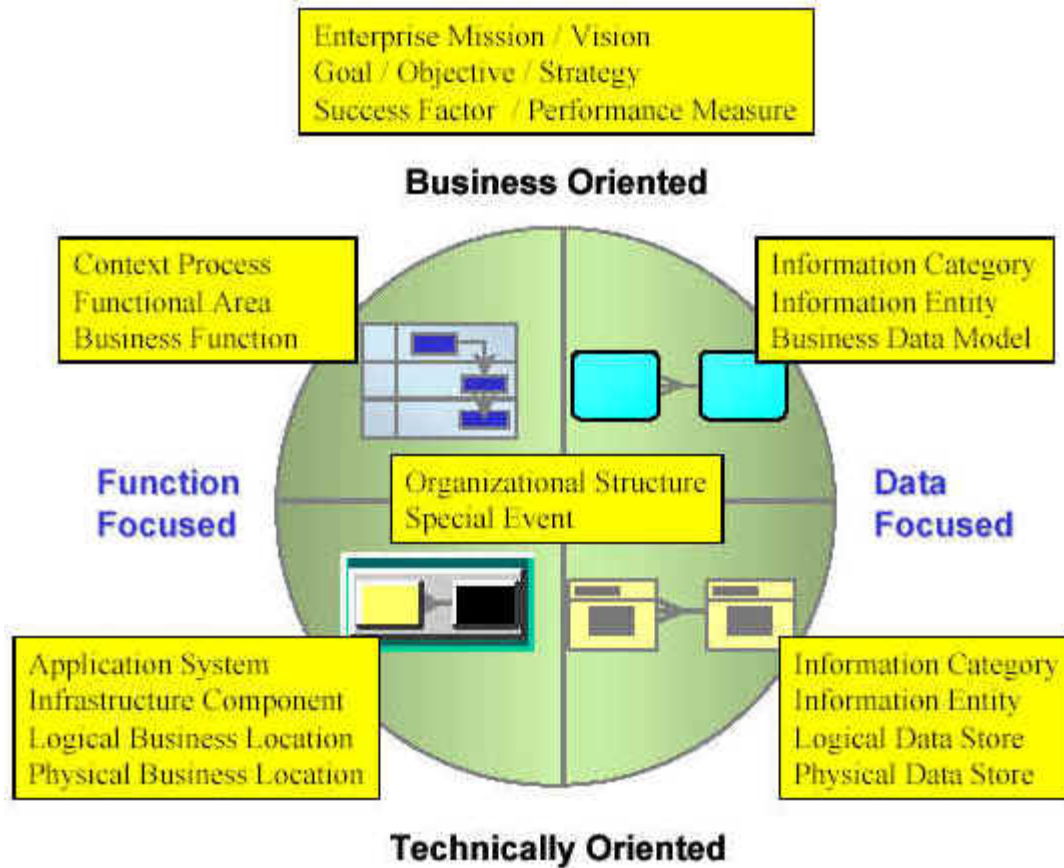 Enterprise Mission / Vision
Goal / Objective / Strategy
Success Factor / Performance Measure
Business Oriented
Context Process
Functional Area
Business Function
Information Category
Information Entity
Business Data Model
Function
Focused
Organizational Structure
Special Event
Data
Focused
Application System
Infrastructure Component
Logical Business Location
Physical Business Location
Information Category
Information Entity
Logical Data Store
Physical Data Store
Technically Oriented